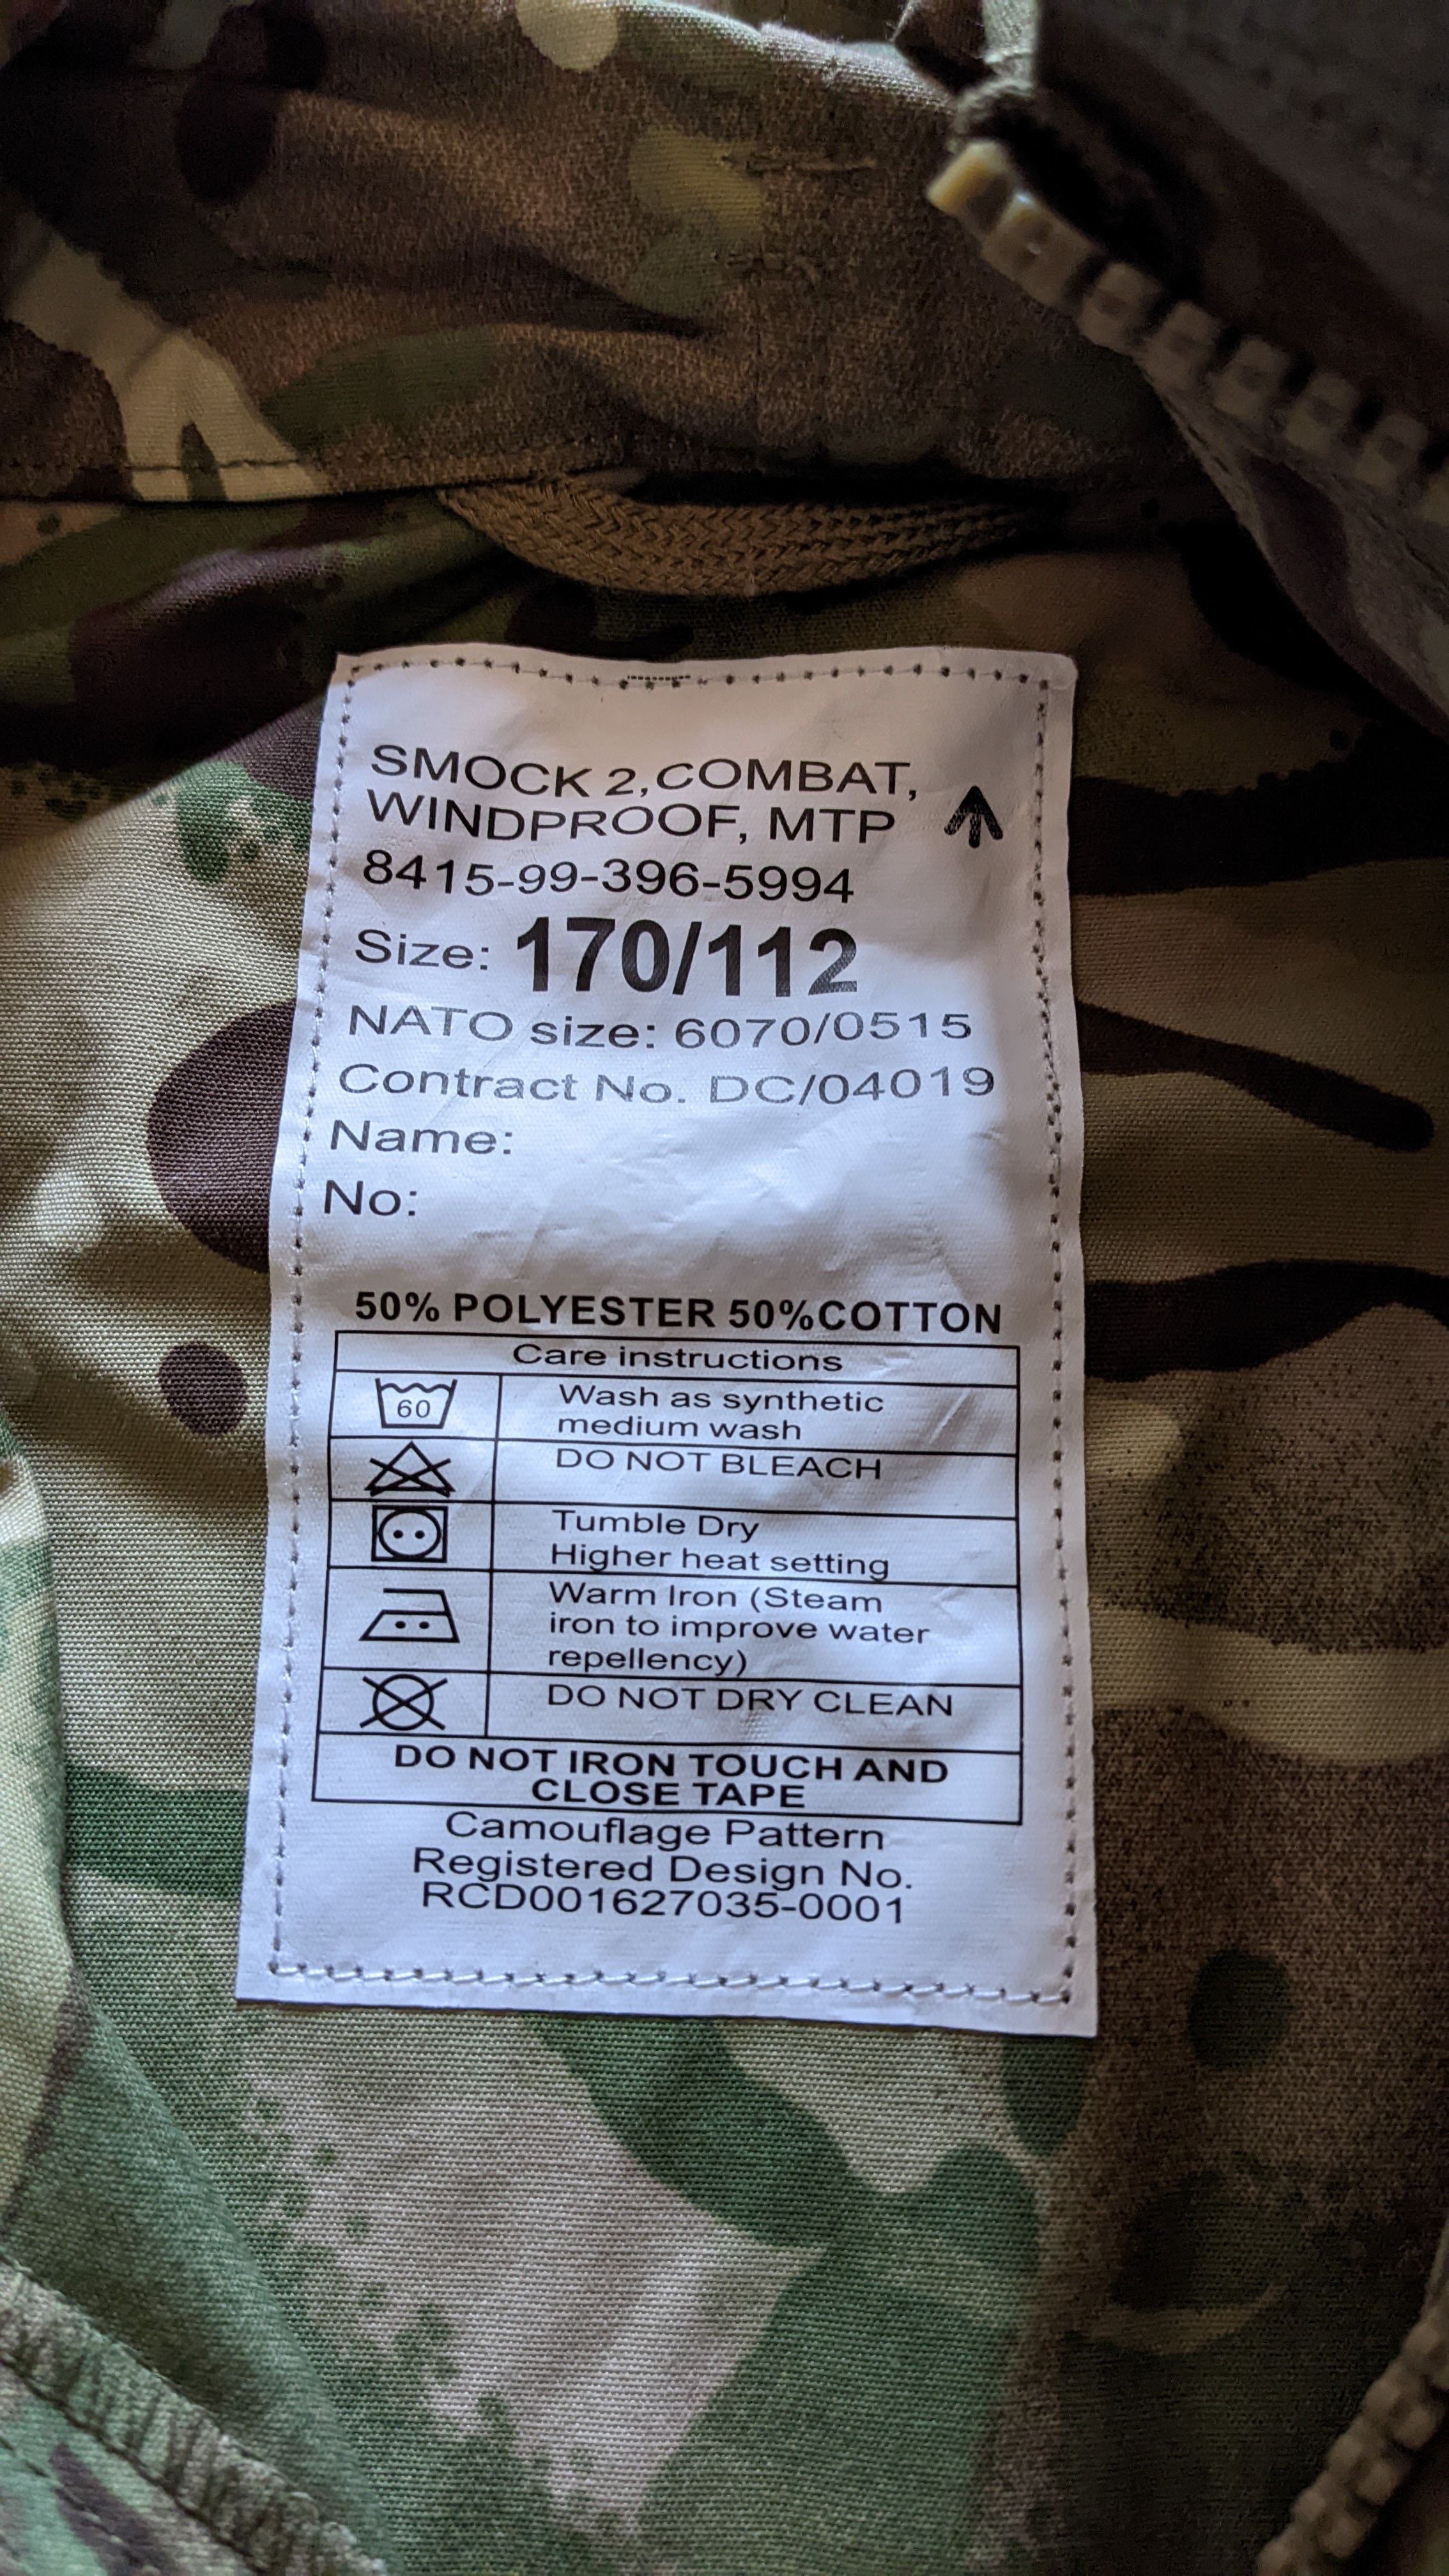 SMOCK 2,COMBAT,
WINDPROOF, MTP
8415-99-396-5994
Size: 170/112
NATO size: 6070/0515
Contract No. DC/04019
Name:
No:
50% POLYESTER 50%COTTON
Care instructions
60
Wash as synthetic
medium wash
DO NOT BLEACH
Tumble Dry
Higher heat setting
Warm Iron (Steam
iron to improve water
repellency)
DO NOT DRY CLEAN
DO NOT IRON TOUCH AND
CLOSE TAPE
Camouflage Pattern
Registered Design No.
RCD001627035-0001